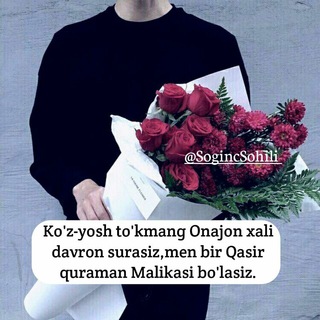 @SogincSohili
Ko'z-yosh to'kmang Onajon xali
davron surasiz,men bir Qasir
quraman Malikasi bo'lasiz.